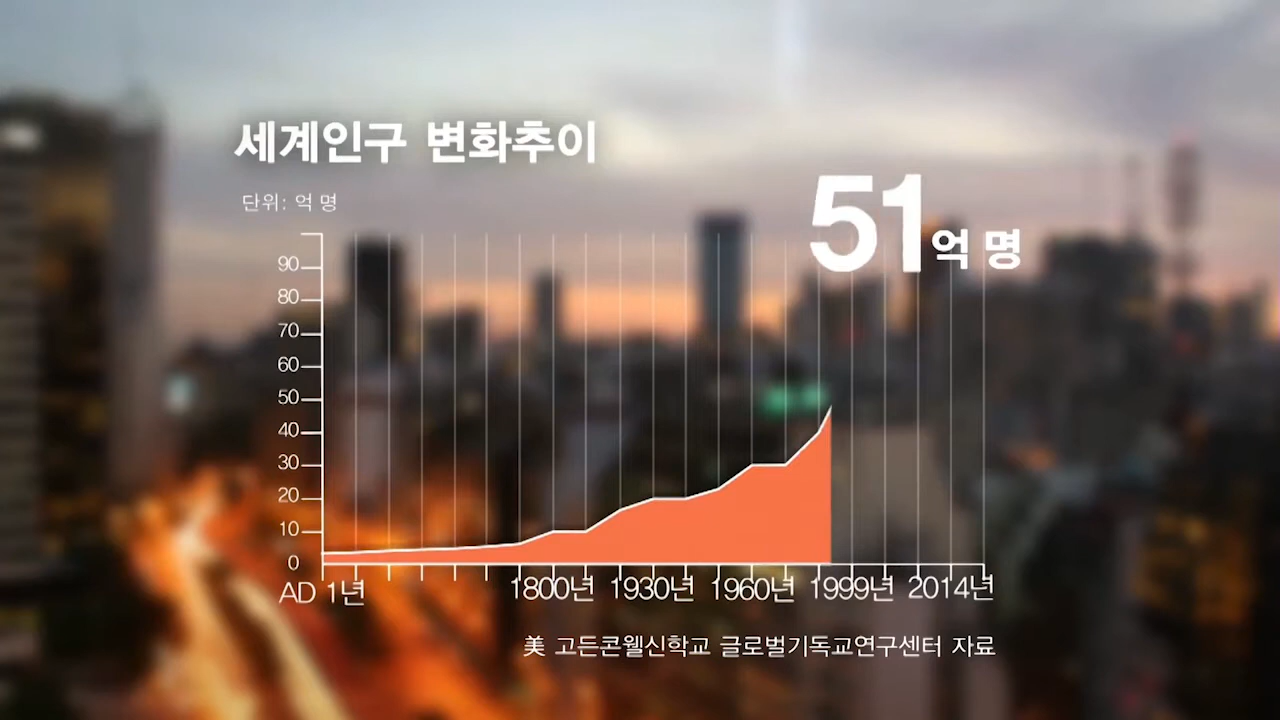 세계인구 변화추이
단위: 억 명
51억 명
90
80
70
60
50
40
30
20
10
0
AD 1년 1800년 1930년 1960년 1999년 2014년
美 고든콘웰신학교 글로벌기독교연구센터 자료